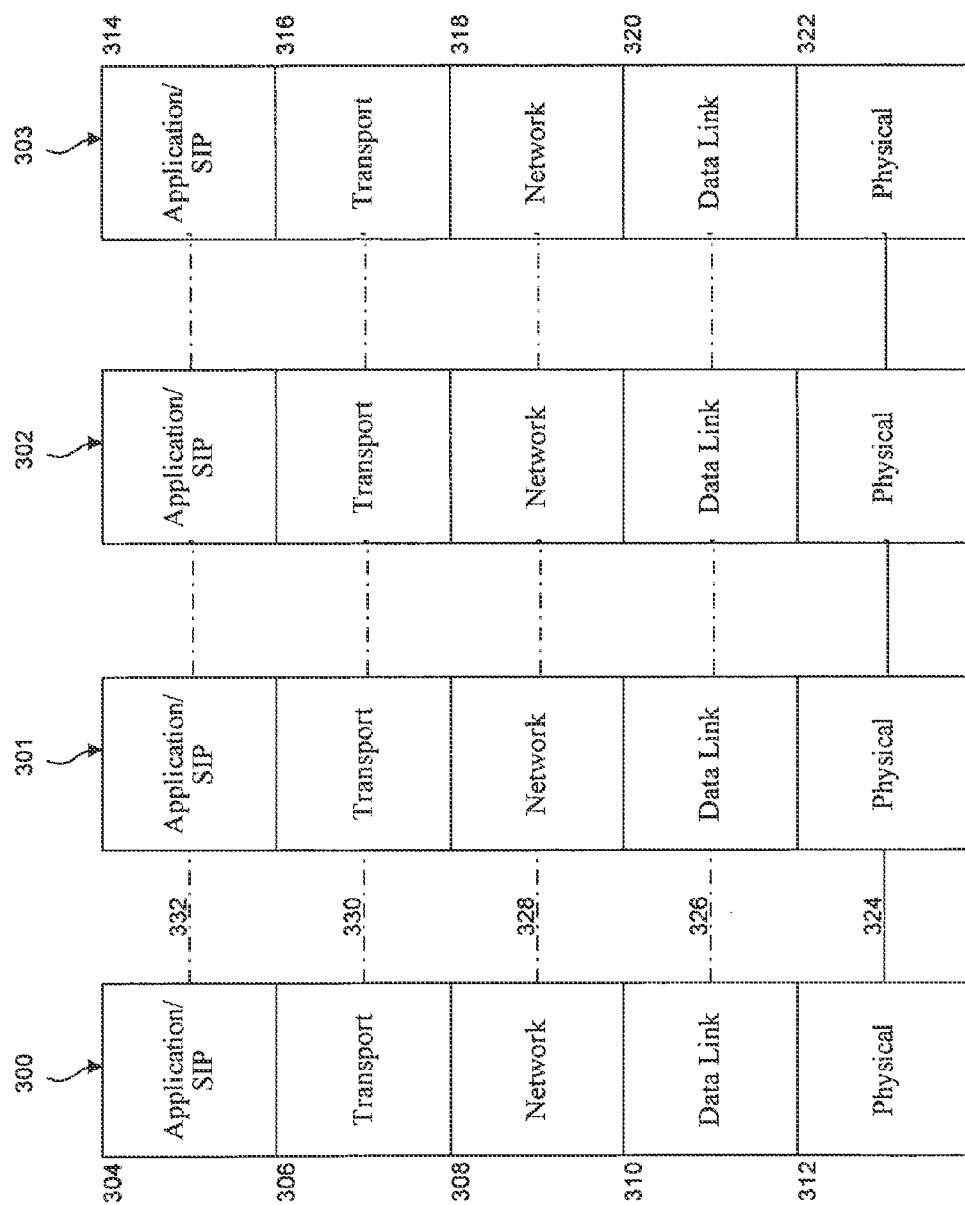 300
301
302
303
304
314
Application/
SIP
332
Application/
SIP
Application/
SIP
Application/
SIP
306
316
Transport
330
Transport
Transport
Transport
308
318
Network
328
Network
Network
Network
310
320
Data Link
326
Data Link
Data Link
Data Link
312
322
Physical
324
Physical
Physical
Physical